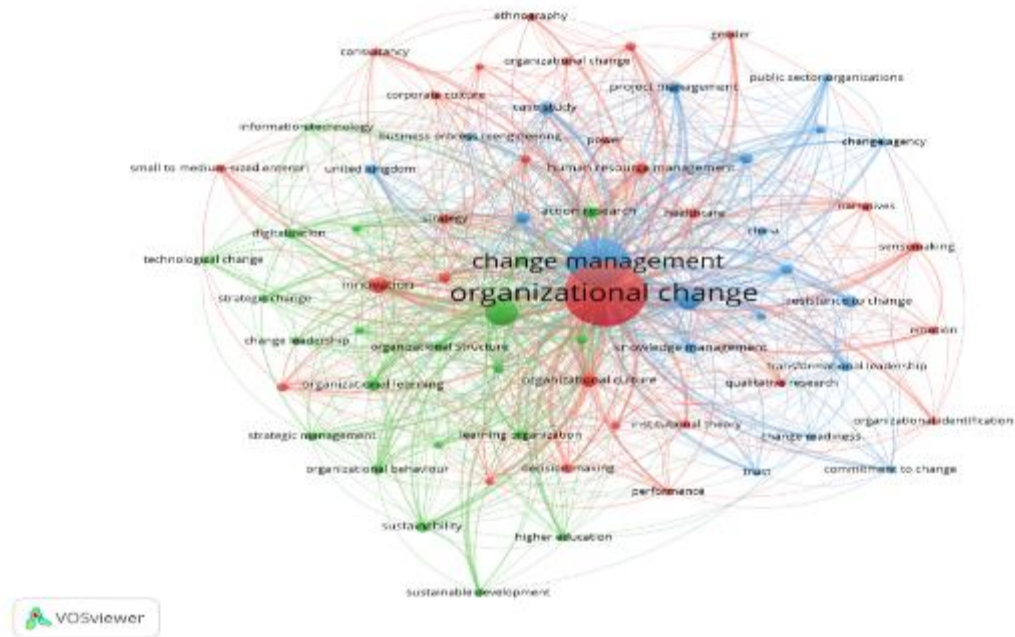 ethnography
gender
consultancy
organizational change
public sector organizations
project management
corporate culture
case study
information technology
business process reengineering
power
change agency
small to medium-sized enterpri
united kingdom
human resource management
narratives
strategy
action research
healthcare
digitalization
china
sensemaking
technological change
change management
innovation
organizational change
strategic change
resistance to change
emotion
change leadership
organizational structure
knowledge management
transformational leadership
organizational learning
organizational culture
qualitative research
institutional theory
organizational identification
strategic management
learning organization
change readiness
organizational behaviour
decision-making
trust
commitment to change
performance
sustainability
higher education
sustainable development
VOSviewer